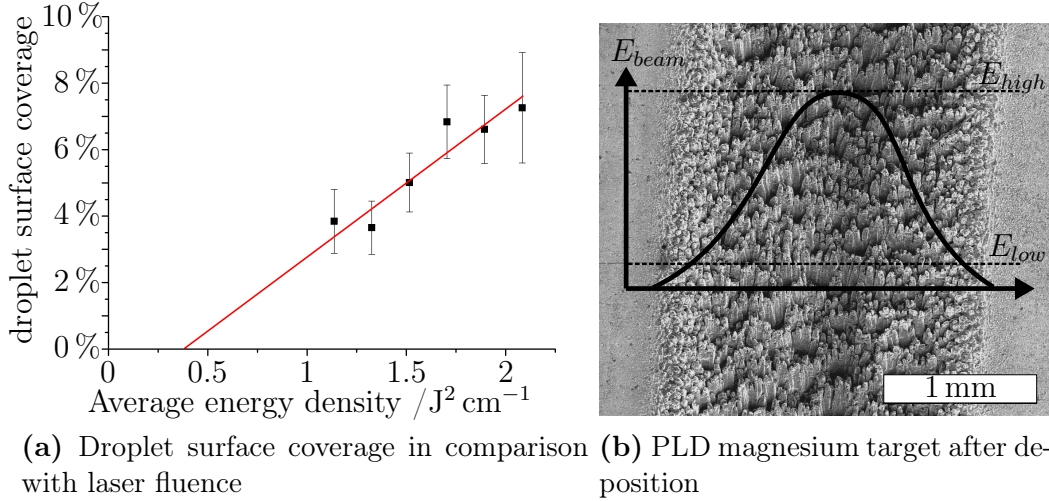 10 %
8 %
6 %
4 %
2 %
0 %
droplet surface coverage
0
0.5
1
1.5
2
Average energy density /J² cm⁻¹
E_beam
E_high
E_low
1 mm
(a) Droplet surface coverage in comparison
with laser fluence
(b) PLD magnesium target after de-
position